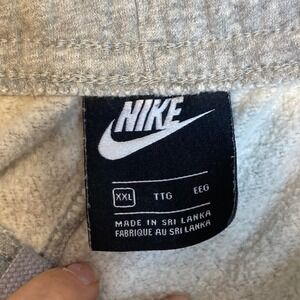 NIKE
XXL TTG EEG
MADE IN SRI LANKA
FABRIQUE AU SRI LANKA